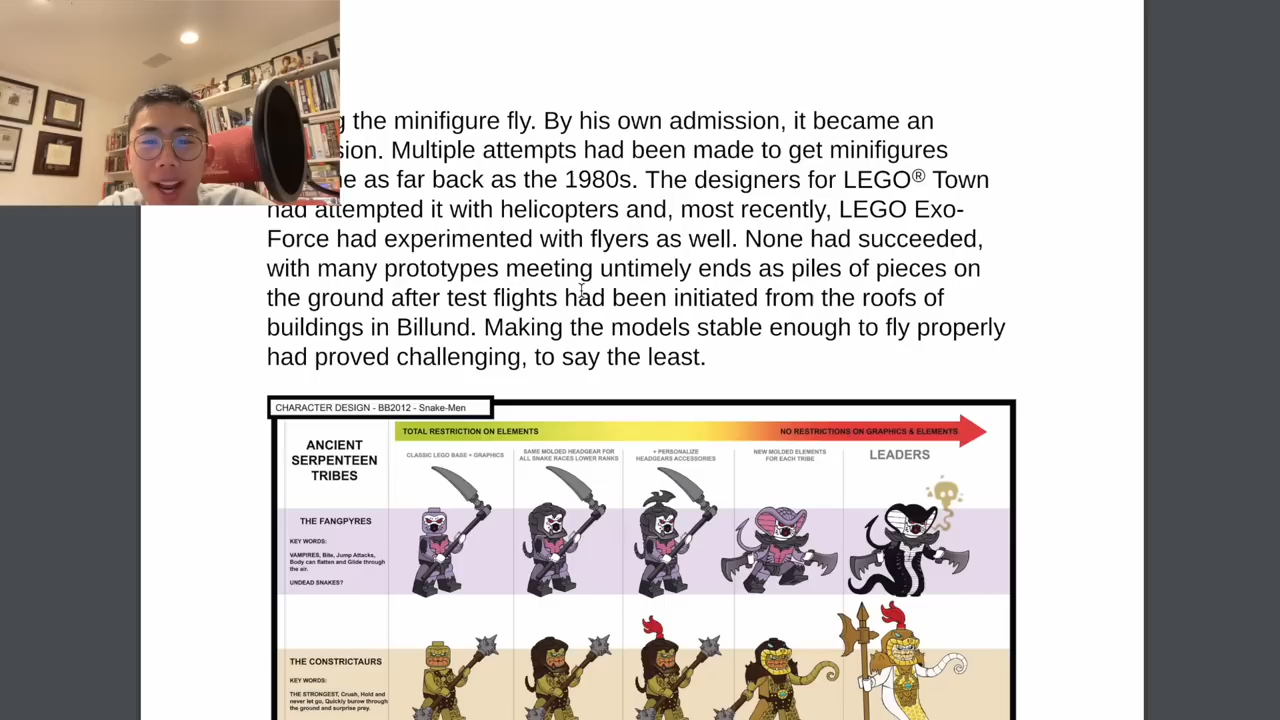 the minifigure fly. By his own admission, it became an
sion. Multiple attempts had been made to get minifigures
as far back as the 1980s. The designers for LEGO® Town
had attempted it with helicopters and, most recently, LEGO Exo-
Force had experimented with flyers as well. None had succeeded,
with many prototypes meeting untimely ends as piles of pieces on
the ground after test flights had been initiated from the roofs of
buildings in Billund. Making the models stable enough to fly properly
had proved challenging, to say the least.
CHARACTER DESIGN - BB2012 - Snake-Men
ANCIENT
SERPENTEEN
TRIBES
TOTAL RESTRICTION ON ELEMENTS
NO RESTRICTIONS ON GRAPHICS & ELEMENTS
CLASSIC LEGO BASE + GRAPHICS
SAME MOLDED HEADGEAR FOR
ALL SNAKE RACES LOWER RANKS
+ PERSONALIZE
HEADGEARS ACCESSORIES
NEW MOLDED ELEMENTS
FOR EACH TRIBE
LEADERS
THE FANGPYRES
KEY WORDS:
VAMPIRES, Bite, Jump Attacks,
Body can flatten and Glide through
the air.
UNDEAD SNAKES?
THE CONSTRICTAURS
KEY WORDS:
THE STRONGEST, Crush, Hold and
never let go, Quickly burow through
the ground and surprise prey.